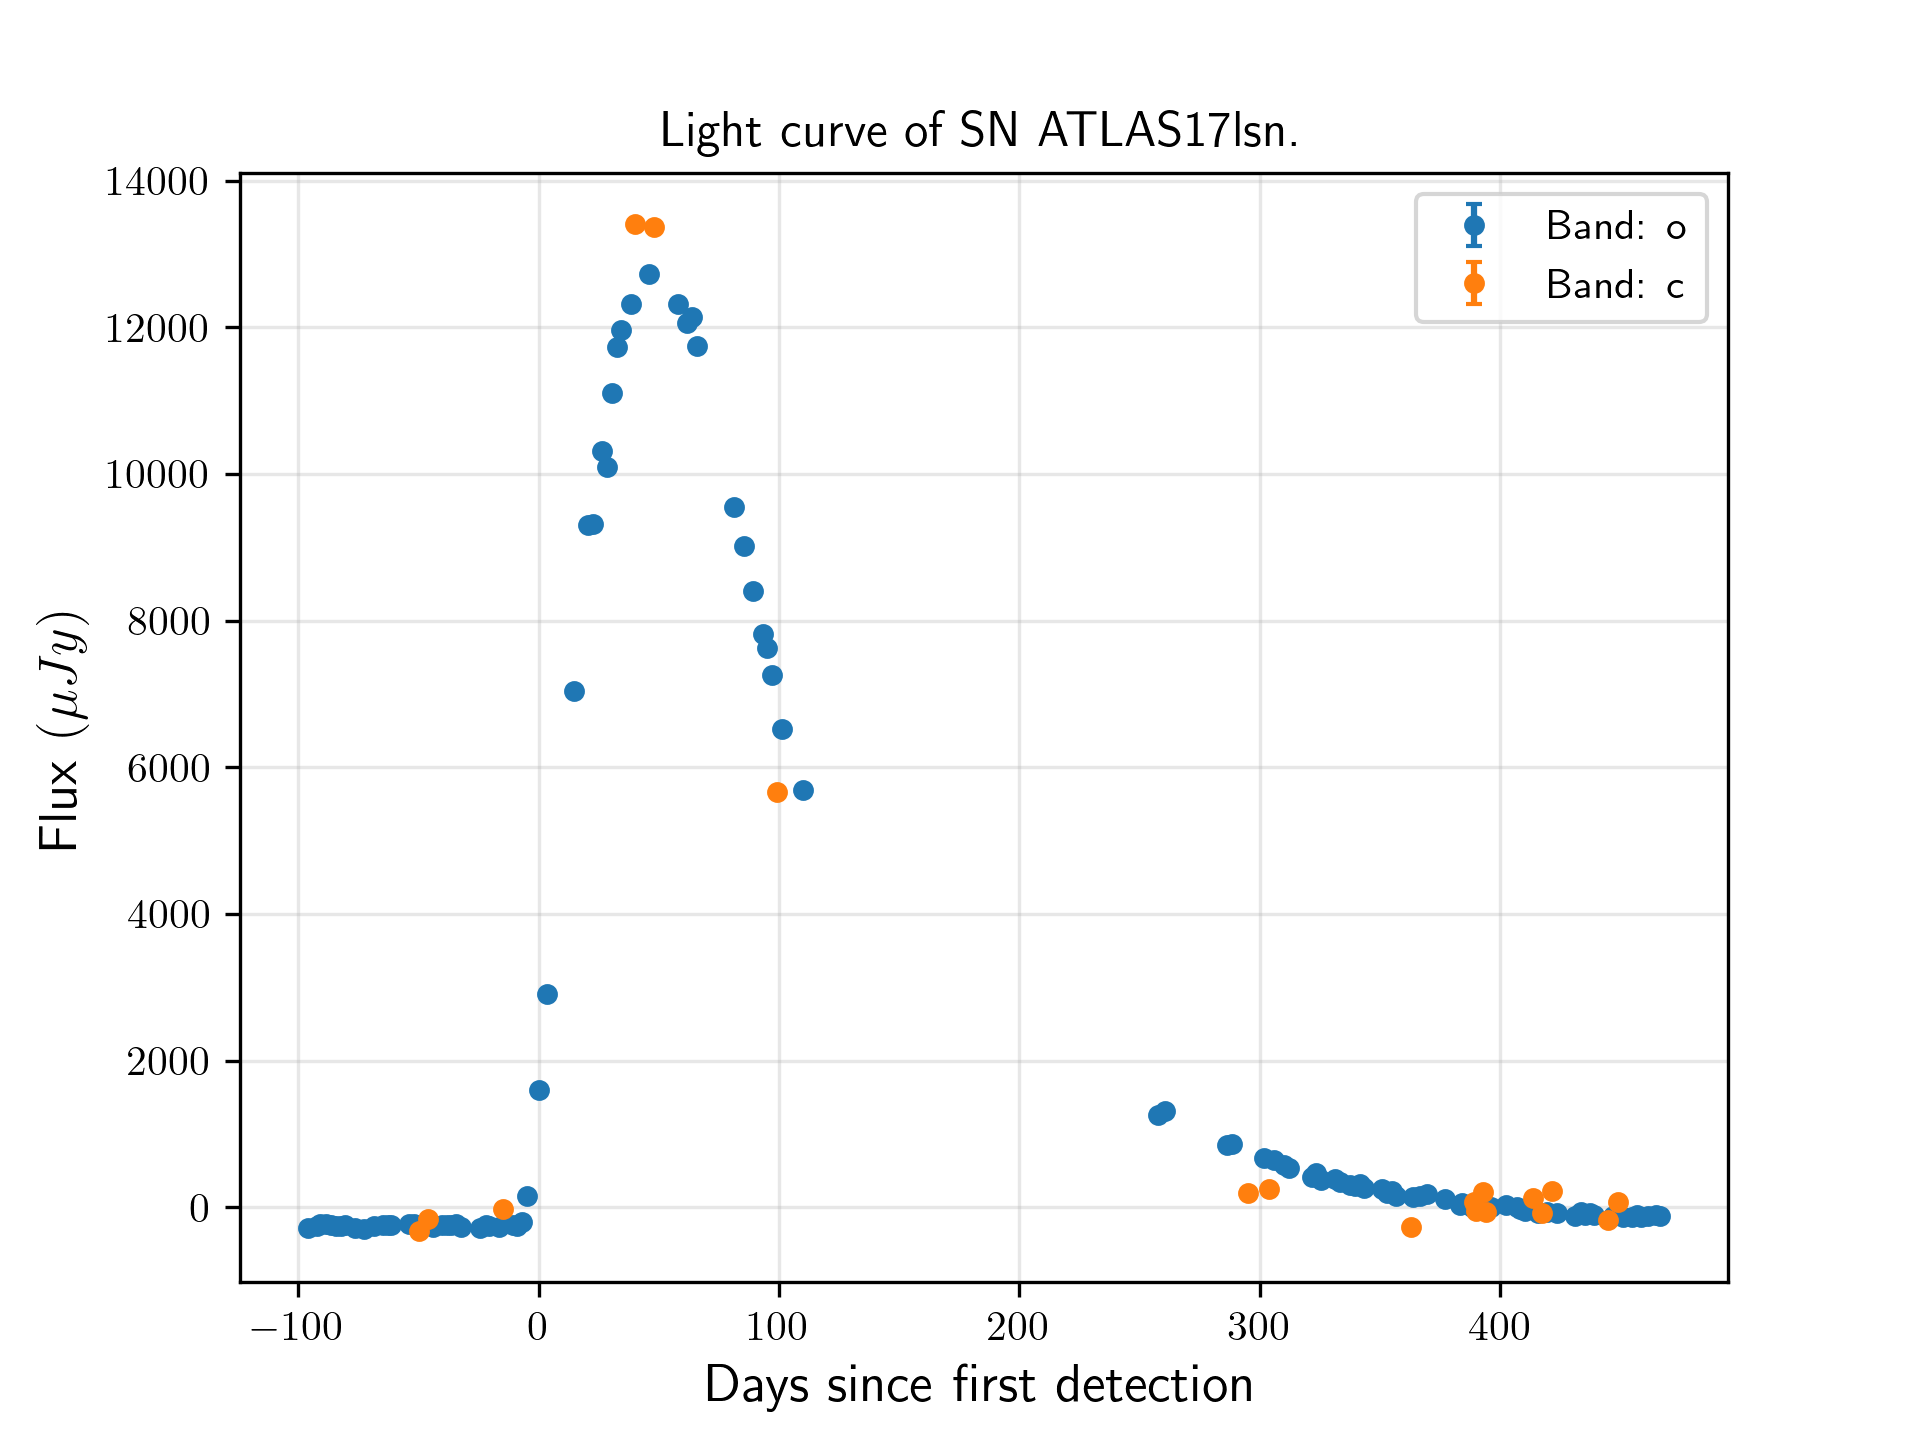 Light curve of SN ATLAS17lsn.
14000
12000
10000
8000
6000
4000
2000
0
Flux (μJy)
Band: o
Band: c
−100 0 100 200 300 400
Days since first detection